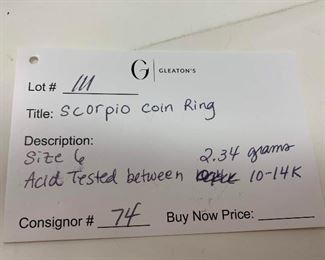 G | GLEATON'S
Lot # 111
Title: Scorpio Coin Ring
Description:
Size 6 2.34 grams
Acid Tested between 10-14K
Consignor # 74 Buy Now Price: ______